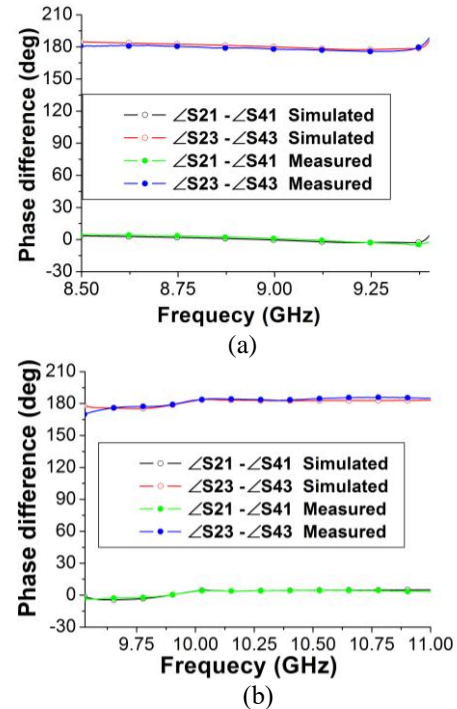 Phase difference (deg)
210
180
150
120
90
60
30
0
-30
∠S21 -∠S41 Simulated
∠S23 -∠S43 Simulated
∠S21 -∠S41 Measured
∠S23 -∠S43 Measured
8.50 8.75 9.00 9.25
Frequecy (GHz)
(a)
Phase difference (deg)
210
180
150
120
90
60
30
0
-30
∠S21 -∠S41 Simulated
∠S23 -∠S43 Simulated
∠S21 -∠S41 Measured
∠S23 -∠S43 Measured
9.75 10.00 10.25 10.50 10.75 11.00
Frequecy (GHz)
(b)